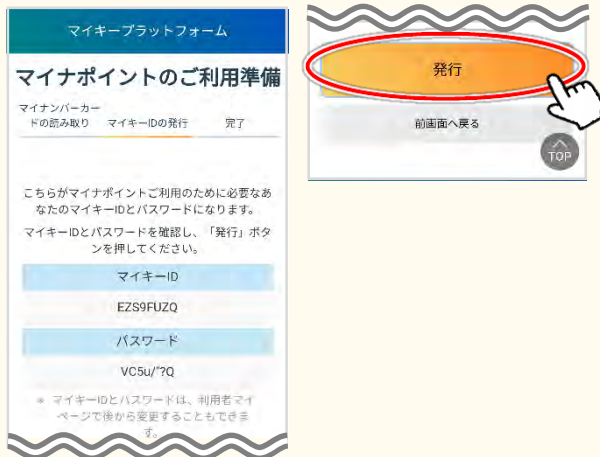 マイキープラットフォーム
マイナポイントのご利用準備
マイナンバーカー
ドの読み取り
マイキーIDの発行
完了
こちらがマイナポイントご利用のために必要なあ
なたのマイキーIDとパスワードになります。
マイキーIDとパスワードを確認し、「発行」ボタ
ンを押してください。
マイキーID
EZS9FUZQ
パスワード
VC5u/"?Q
※ マイキーIDとパスワードは、利用者マイ
ページで後から変更することもできま
す。
発行
前画面へ戻る
TOP